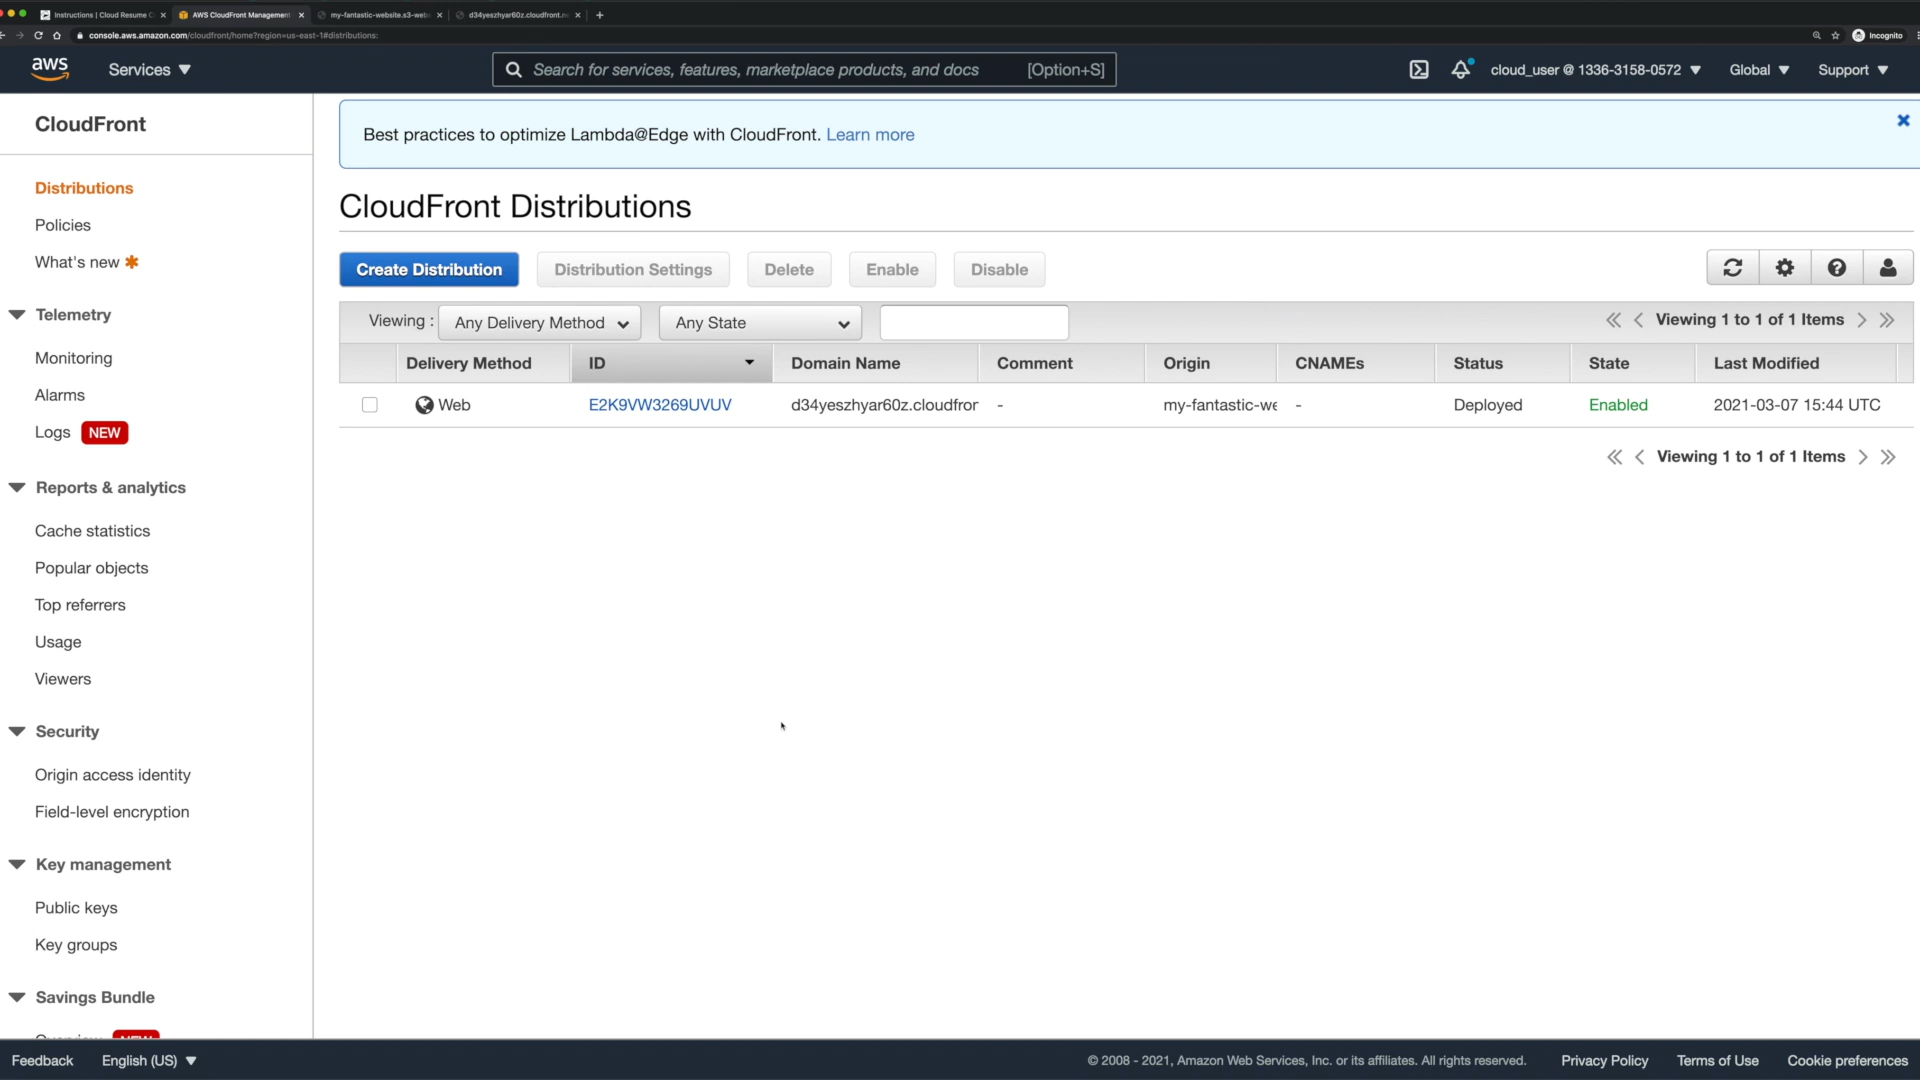 Instructions | Cloud Resume C
AWS CloudFront Management
my-fantastic-website.s3-web
d34yeszhyar60z.cloudfront.n
console.aws.amazon.com/cloudfront/home?region=us-east-1#distributions:
Incognito
aws
Services
Search for services, features, marketplace products, and docs [Option+S]
cloud_user @ 1336-3158-0572
Global
Support
CloudFront
Distributions
Policies
What's new
Telemetry
Monitoring
Alarms
Logs NEW
Reports & analytics
Cache statistics
Popular objects
Top referrers
Usage
Viewers
Security
Origin access identity
Field-level encryption
Key management
Public keys
Key groups
Savings Bundle
Best practices to optimize Lambda@Edge with CloudFront. Learn more
CloudFront Distributions
Create Distribution
Distribution Settings
Delete
Enable
Disable
Viewing :
Any Delivery Method
Any State
Viewing 1 to 1 of 1 Items
Delivery Method ID Domain Name Comment Origin CNAMEs Status State Last Modified
Web E2K9VW3269UVUV d34yeszhyar60z.cloudfror - my-fantastic-we - Deployed Enabled 2021-03-07 15:44 UTC
Viewing 1 to 1 of 1 Items
Feedback
English (US)
© 2008 - 2021, Amazon Web Services, Inc. or its affiliates. All rights reserved.
Privacy Policy
Terms of Use
Cookie preferences